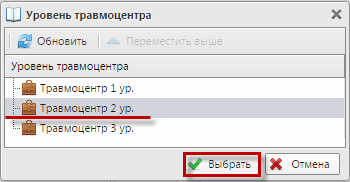 Уровень травмоцентра
Обновить Переместить выше
Уровень травмоцентра
Травмоцентр 1 ур.
Травмоцентр 2 ур.
Травмоцентр 3 ур.
Выбрать Отмена